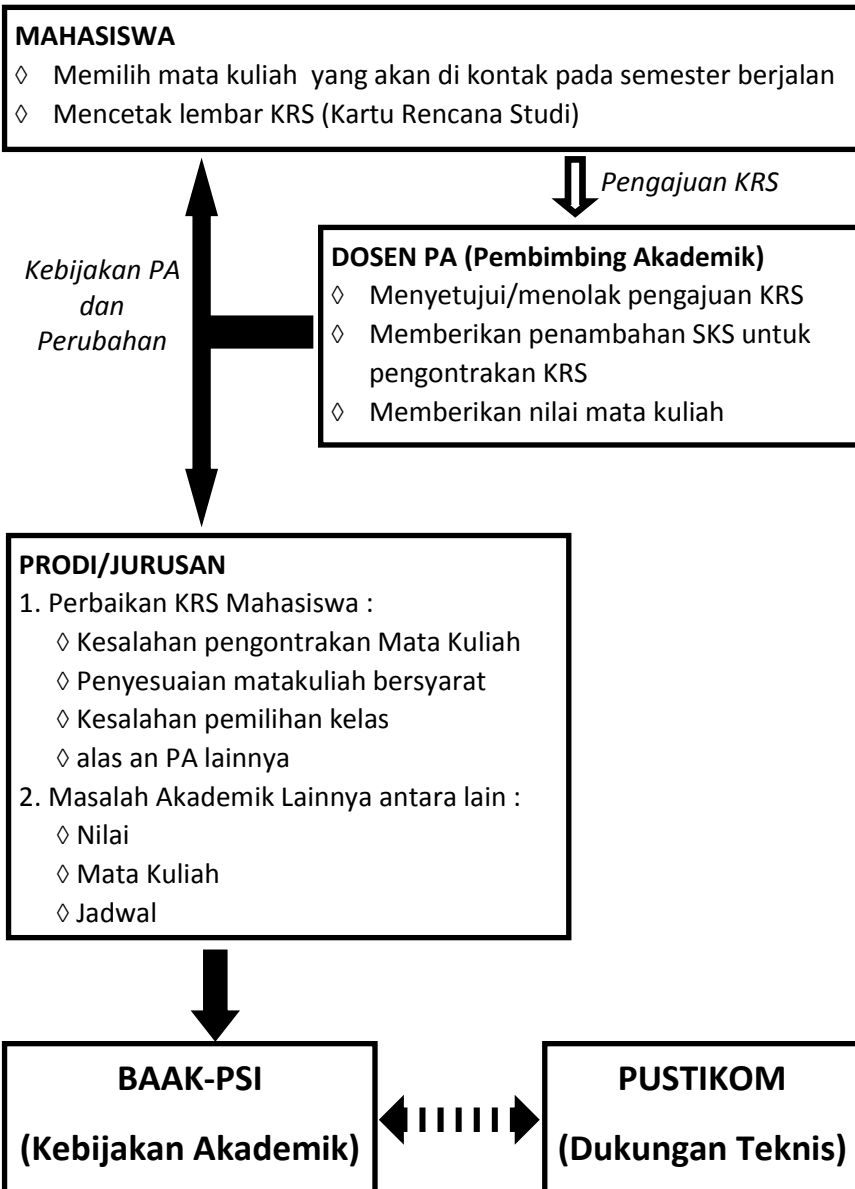 MAHASISWA
◊ Memilih mata kuliah  yang akan di kontak pada semester berjalan
◊ Mencetak lembar KRS (Kartu Rencana Studi)
Pengajuan KRS
Kebijakan PA
dan
Perubahan
DOSEN PA (Pembimbing Akademik)
◊ Menyetujui/menolak pengajuan KRS
◊ Memberikan penambahan SKS untuk
pengontrakan KRS
◊ Memberikan nilai mata kuliah
PRODI/JURUSAN
1. Perbaikan KRS Mahasiswa :
◊ Kesalahan pengontrakan Mata Kuliah
◊ Penyesuaian matakuliah bersyarat
◊ Kesalahan pemilihan kelas
◊ alas an PA lainnya
2. Masalah Akademik Lainnya antara lain :
◊ Nilai
◊ Mata Kuliah
◊ Jadwal
BAAK-PSI
(Kebijakan Akademik)
PUSTIKOM
(Dukungan Teknis)